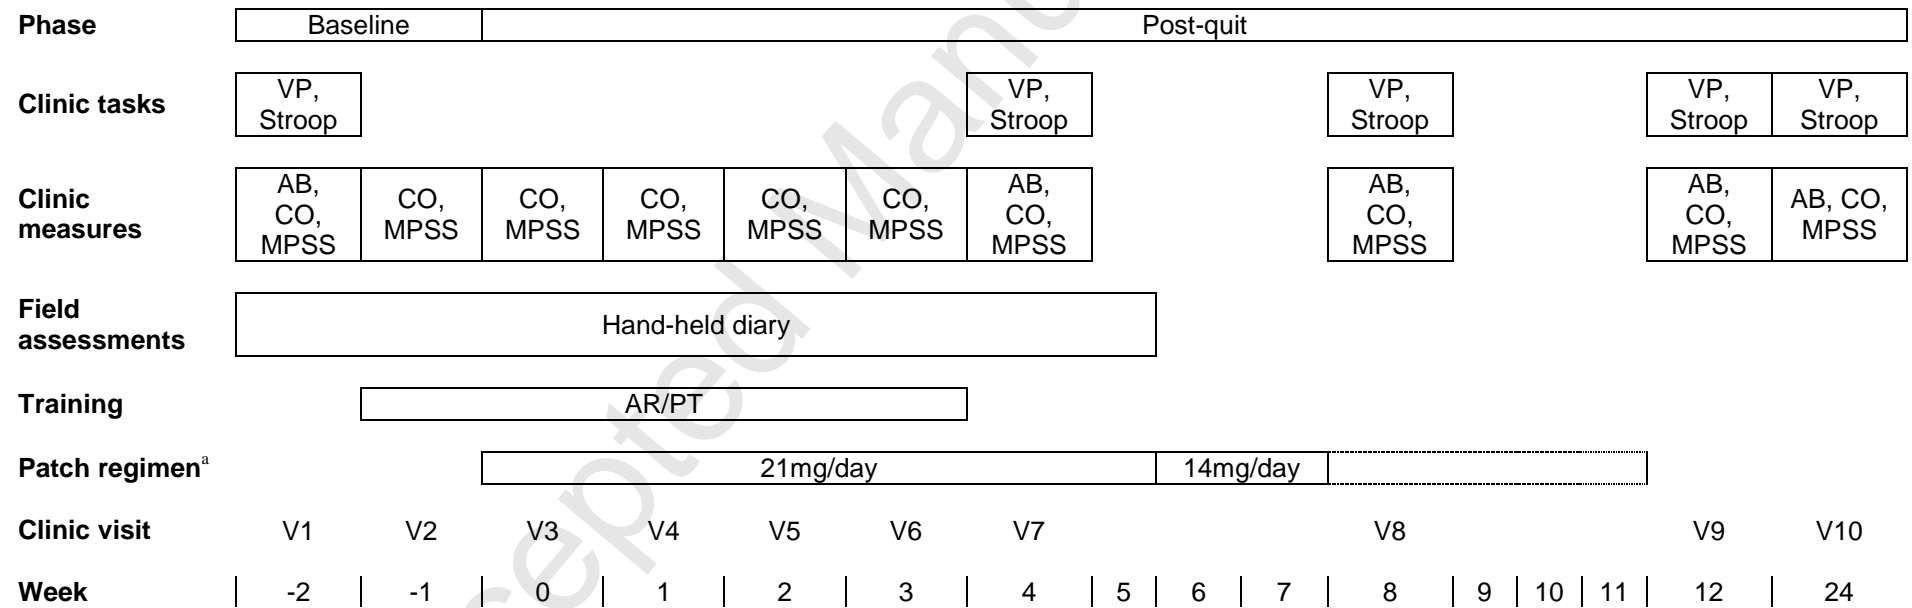 Phase Baseline Post-quit
Clinic tasks VP, Stroop VP, Stroop VP, Stroop VP, Stroop VP, Stroop
Clinic measures AB, CO, MPSS CO, MPSS CO, MPSS CO, MPSS CO, MPSS CO, MPSS AB, CO, MPSS AB, CO, MPSS AB, CO, MPSS AB, CO, MPSS
Field assessments Hand-held diary
Training AR/PT
Patch regimenᵃ 21mg/day 14mg/day
Clinic visit V1 V2 V3 V4 V5 V6 V7 V8 V9 V10
Week -2 -1 0 1 2 3 4 5 6 7 8 9 10 11 12 24